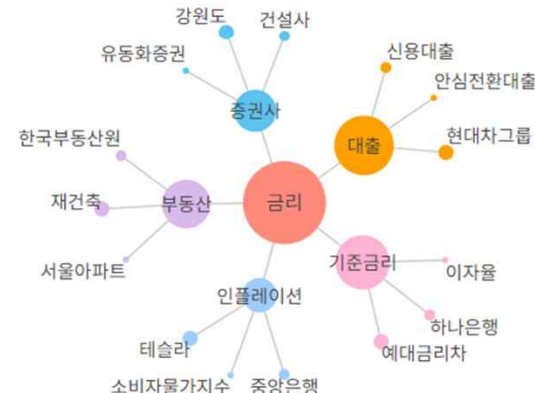 강원도
건설사
유동화증권
증권사
신용대출
안심전환대출
대출
현대차그룹
한국부동산원
재건축
부동산
금리
서울아파트
기준금리
이자율
인플레이션
하나은행
테슬라
예대금리차
소비자물가지수
중앙은행